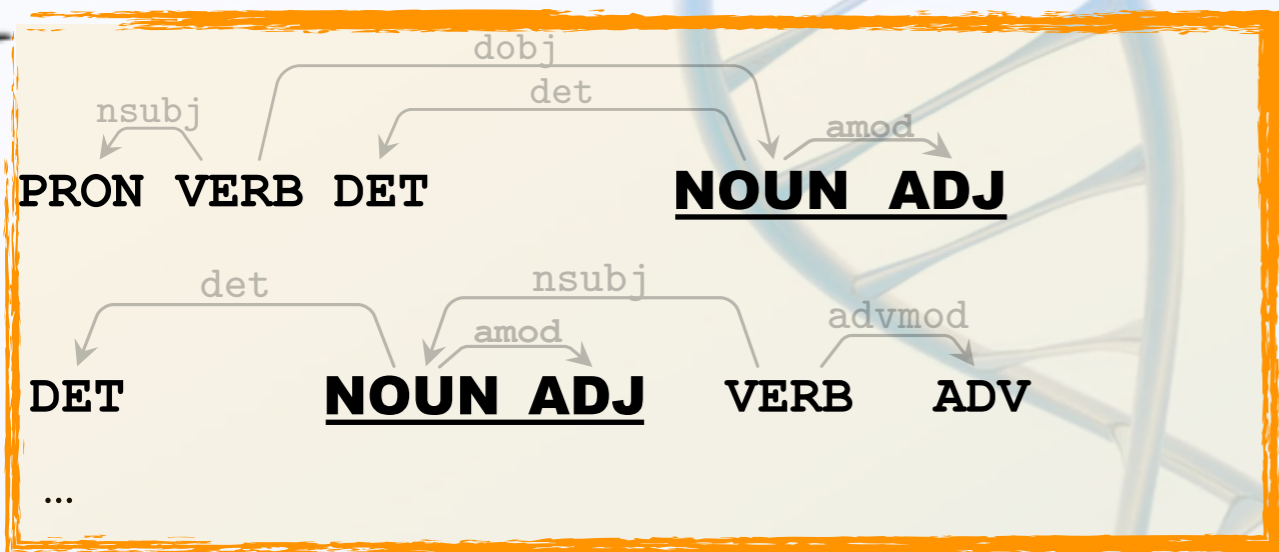 dobj
det
nsubj
amod
PRON VERB DET NOUN ADJ
det nsubj
amod advmod
DET NOUN ADJ VERB ADV
...